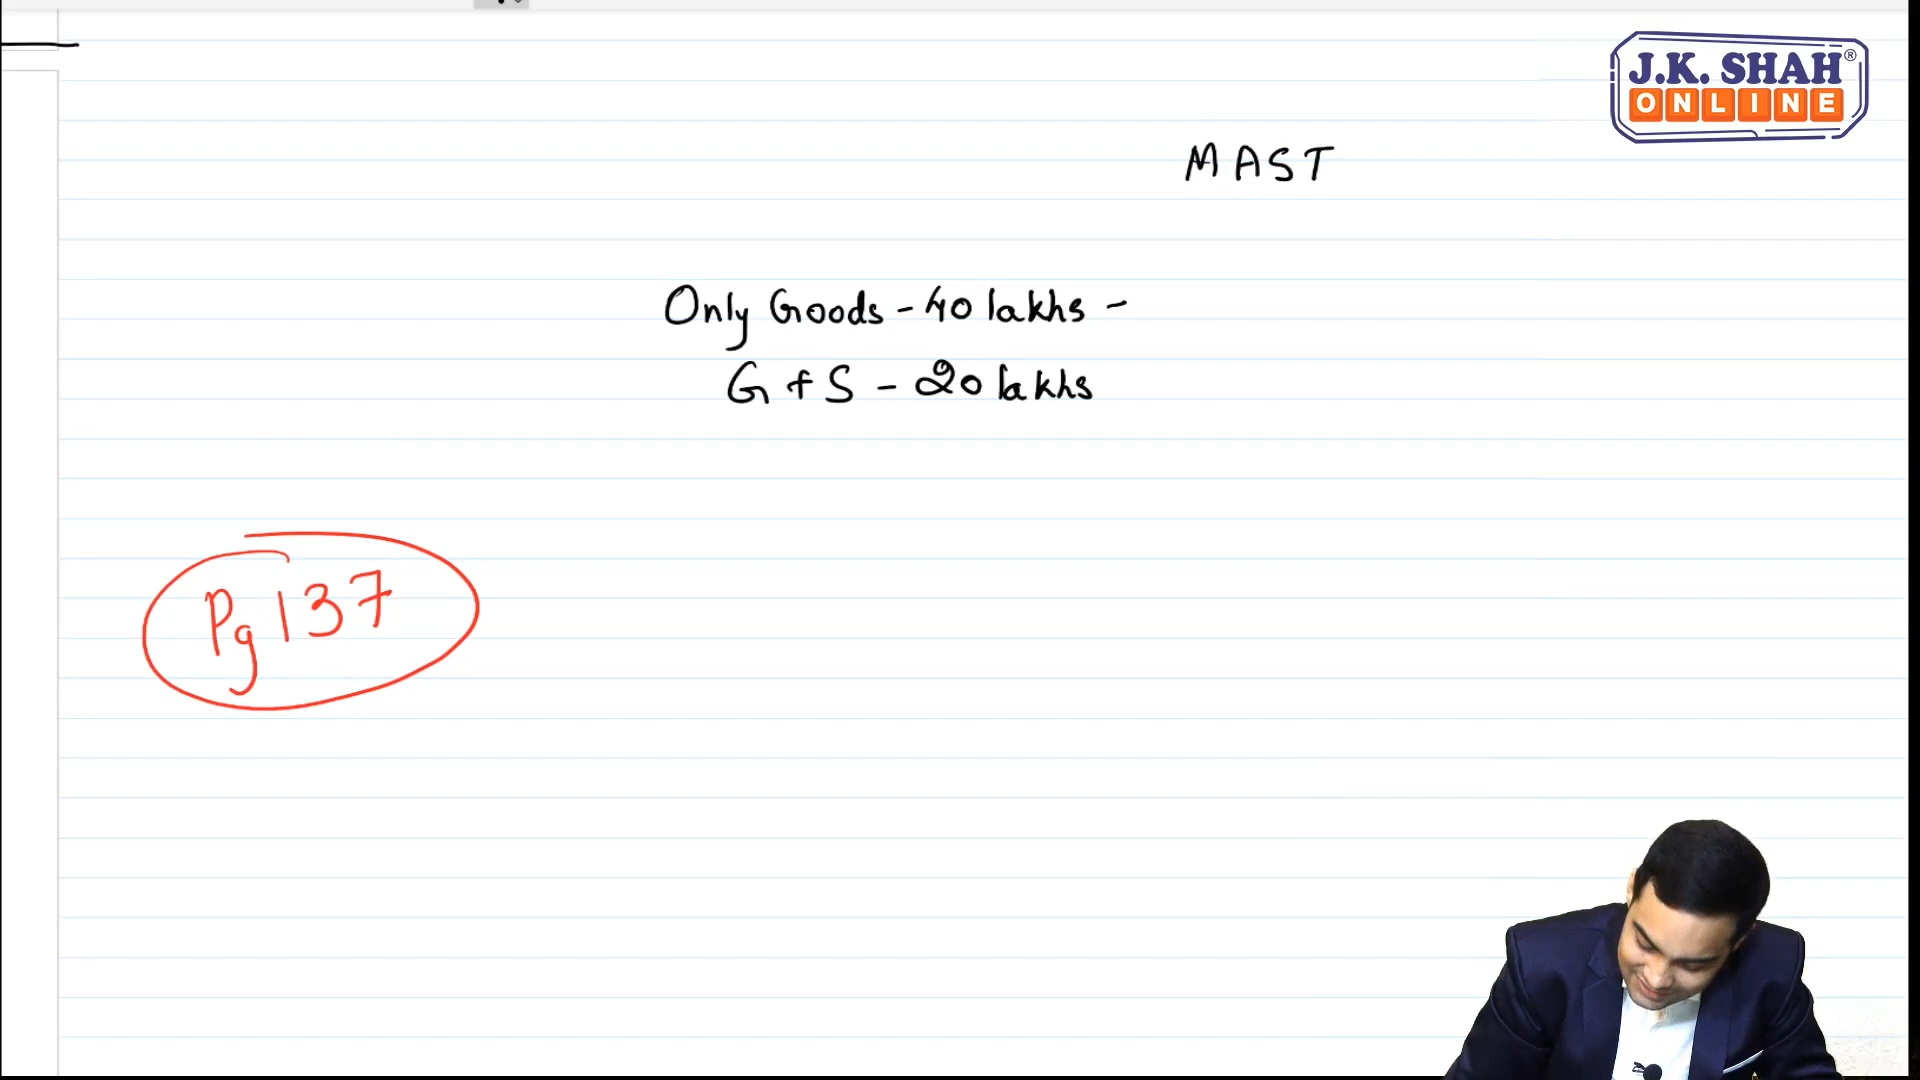 J.K. SHAH®
ONLINE
MAST
Only Goods - 40 lakhs -
G + S - 20 lakhs
Pg 137